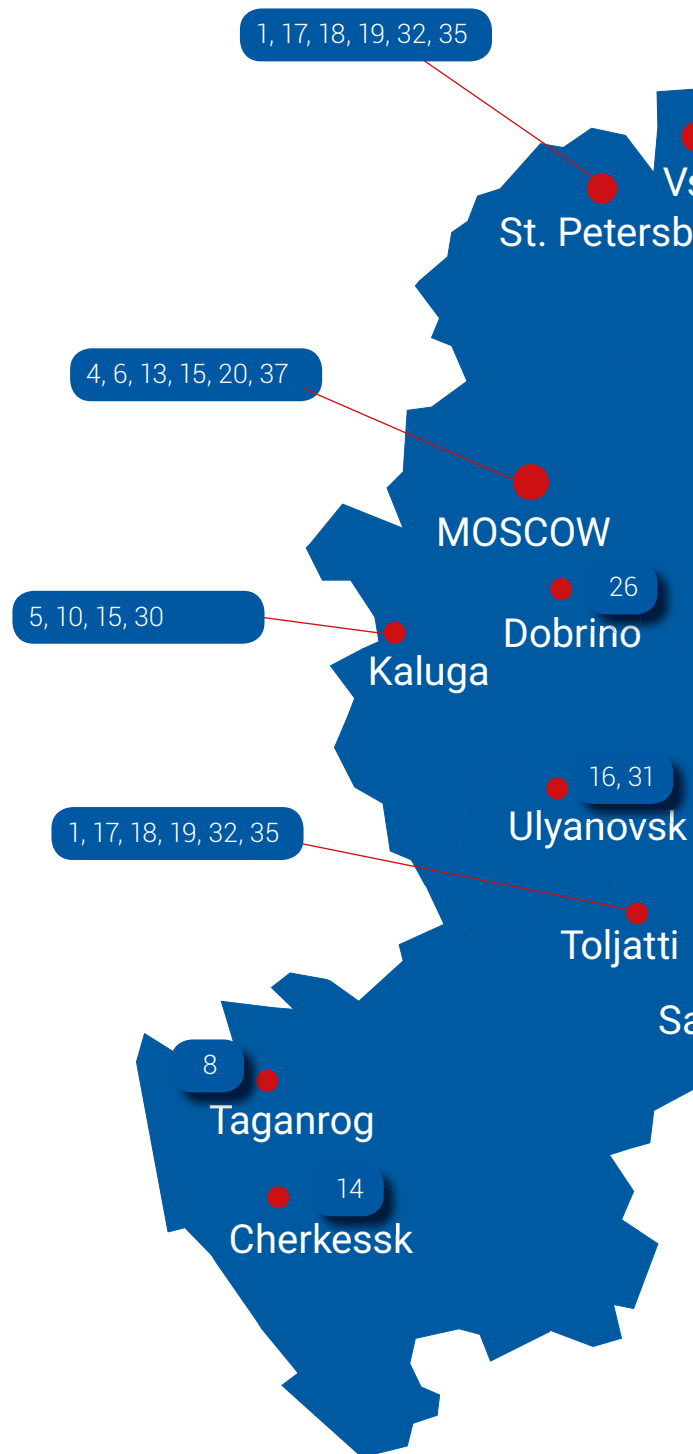 1, 17, 18, 19, 32, 35
St.
4, 6, 13, 15, 20, 37
MOSCOW
26
Dobrino
5, 10, 15, 30
Kaluga
16, 31
Ulyanovsk
1, 17, 18, 19, 32, 35
Toljatti
8
Taganrog
14
Cherkessk